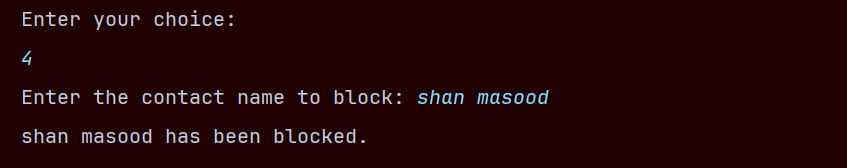 Enter your choice:
4
Enter the contact name to block: shan masood
shan masood has been blocked.